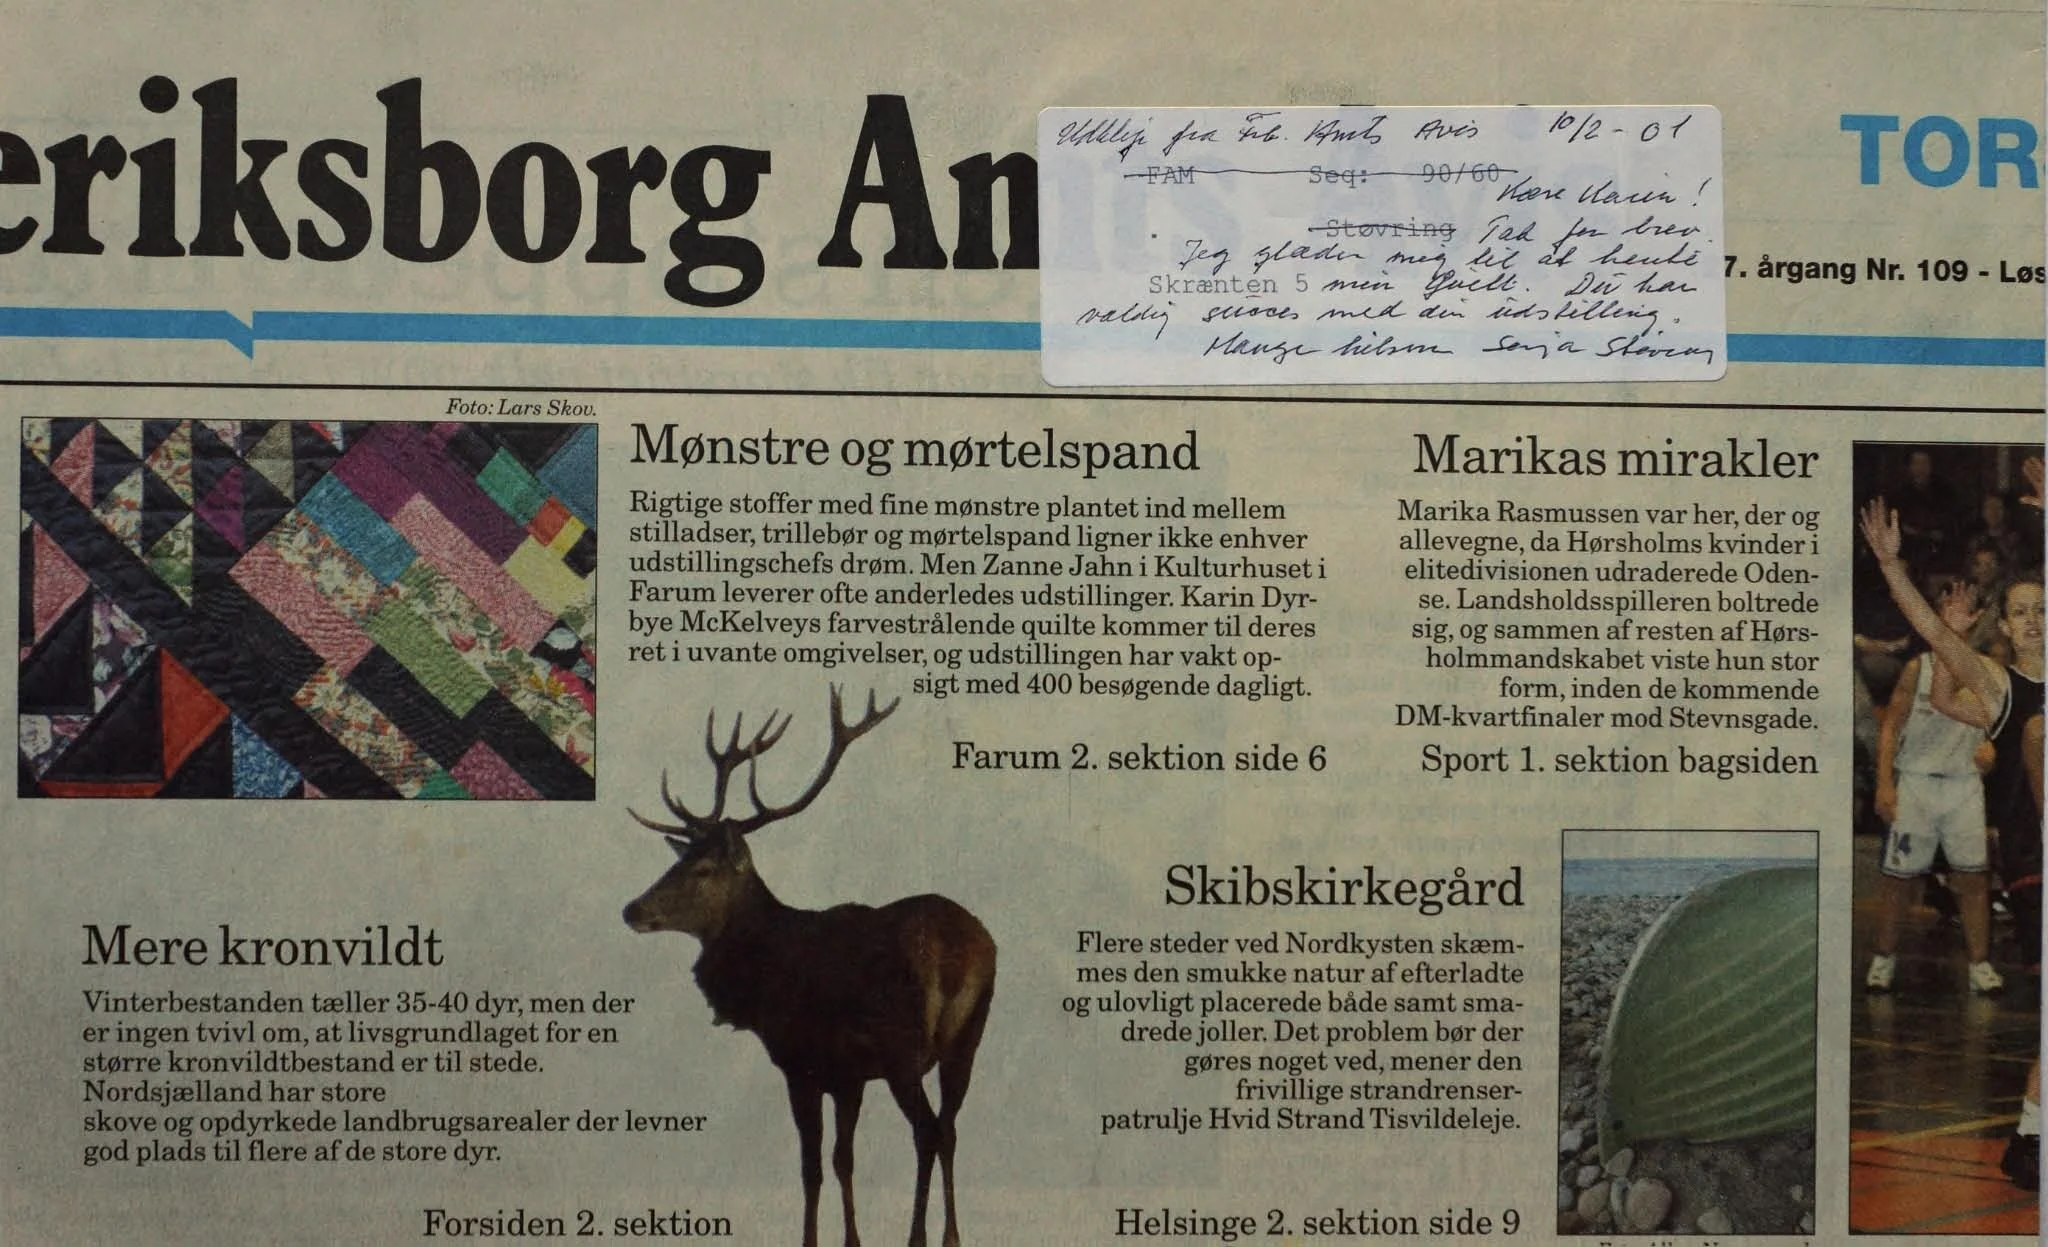 eriksborg Am
TOR
7. årgang Nr. 109 - Løs
Udklip fra Frb. Amts Avis 10/2-01
FAM Seq: 90/60
Kære Karin!
Støvring Tak for brev.
Jeg glæder mig til at hente
Skrænten 5 min Quilt. Du har
vældig succes med din udstilling.
Mange hilsner Sonja Støvring
Foto: Lars Skov.
Mønstre og mørtelspand
Rigtige stoffer med fine mønstre plantet ind mellem
stilladser, trillebør og mørtelspand ligner ikke enhver
udstillingschefs drøm. Men Zanne Jahn i Kulturhuset i
Farum leverer ofte anderledes udstillinger. Karin Dyr-
bye McKelveys farvestrålende quilte kommer til deres
ret i uvante omgivelser, og udstillingen har vakt op-
sigt med 400 besøgende dagligt.
Farum 2. sektion side 6
Marikas mirakler
Marika Rasmussen var her, der og
allevegne, da Hørsholms kvinder i
elitedivisionen udraderede Oden-
se. Landsholdsspilleren boltrede
sig, og sammen af resten af Hørs-
holmmandskabet viste hun stor
form, inden de kommende
DM-kvartfinaler mod Stevnsgade.
Sport 1. sektion bagsiden
Mere kronvildt
Vinterbestanden tæller 35-40 dyr, men der
er ingen tvivl om, at livsgrundlaget for en
større kronvildtbestand er til stede.
Nordsjælland har store
skove og opdyrkede landbrugsarealer der levner
god plads til flere af de store dyr.
Forsiden 2. sektion
Skibskirkegård
Flere steder ved Nordkysten skæm-
mes den smukke natur af efterladte
og ulovligt placerede både samt sma-
drede joller. Det problem bør der
gøres noget ved, mener den
frivillige strandrenser-
patrulje Hvid Strand Tisvildeleje.
Helsinge 2. sektion side 9
14